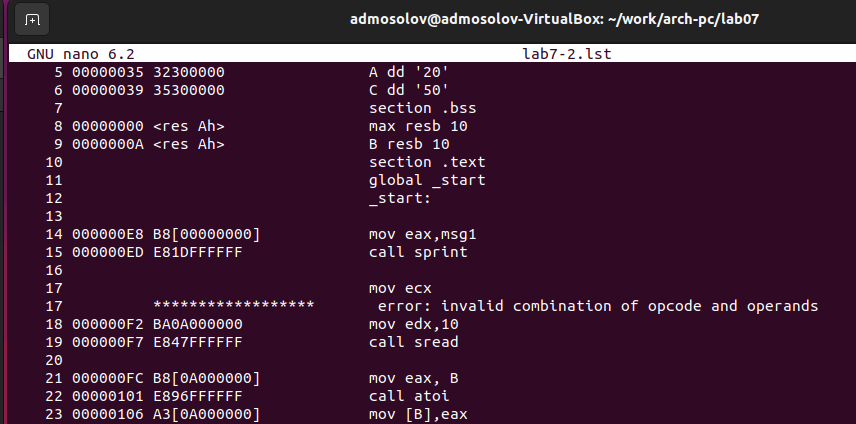 admosolov@admosolov-VirtualBox: ~/work/arch-pc/lab07
GNU nano 6.2 lab7-2.lst
5 00000035 32300000 A dd '20'
6 00000039 35300000 C dd '50'
7 section .bss
8 00000000 <res Ah> max resb 10
9 0000000A <res Ah> B resb 10
10 section .text
11 global _start
12 _start:
13
14 000000E8 B8[00000000] mov eax,msg1
15 000000ED E81DFFFFFF call sprint
16
17 mov ecx
17 ****************** error: invalid combination of opcode and operands
18 000000F2 BA0A000000 mov edx,10
19 000000F7 E847FFFFFF call sread
20
21 000000FC B8[0A000000] mov eax, B
22 00000101 E896FFFFFF call atoi
23 00000106 A3[0A000000] mov [B],eax